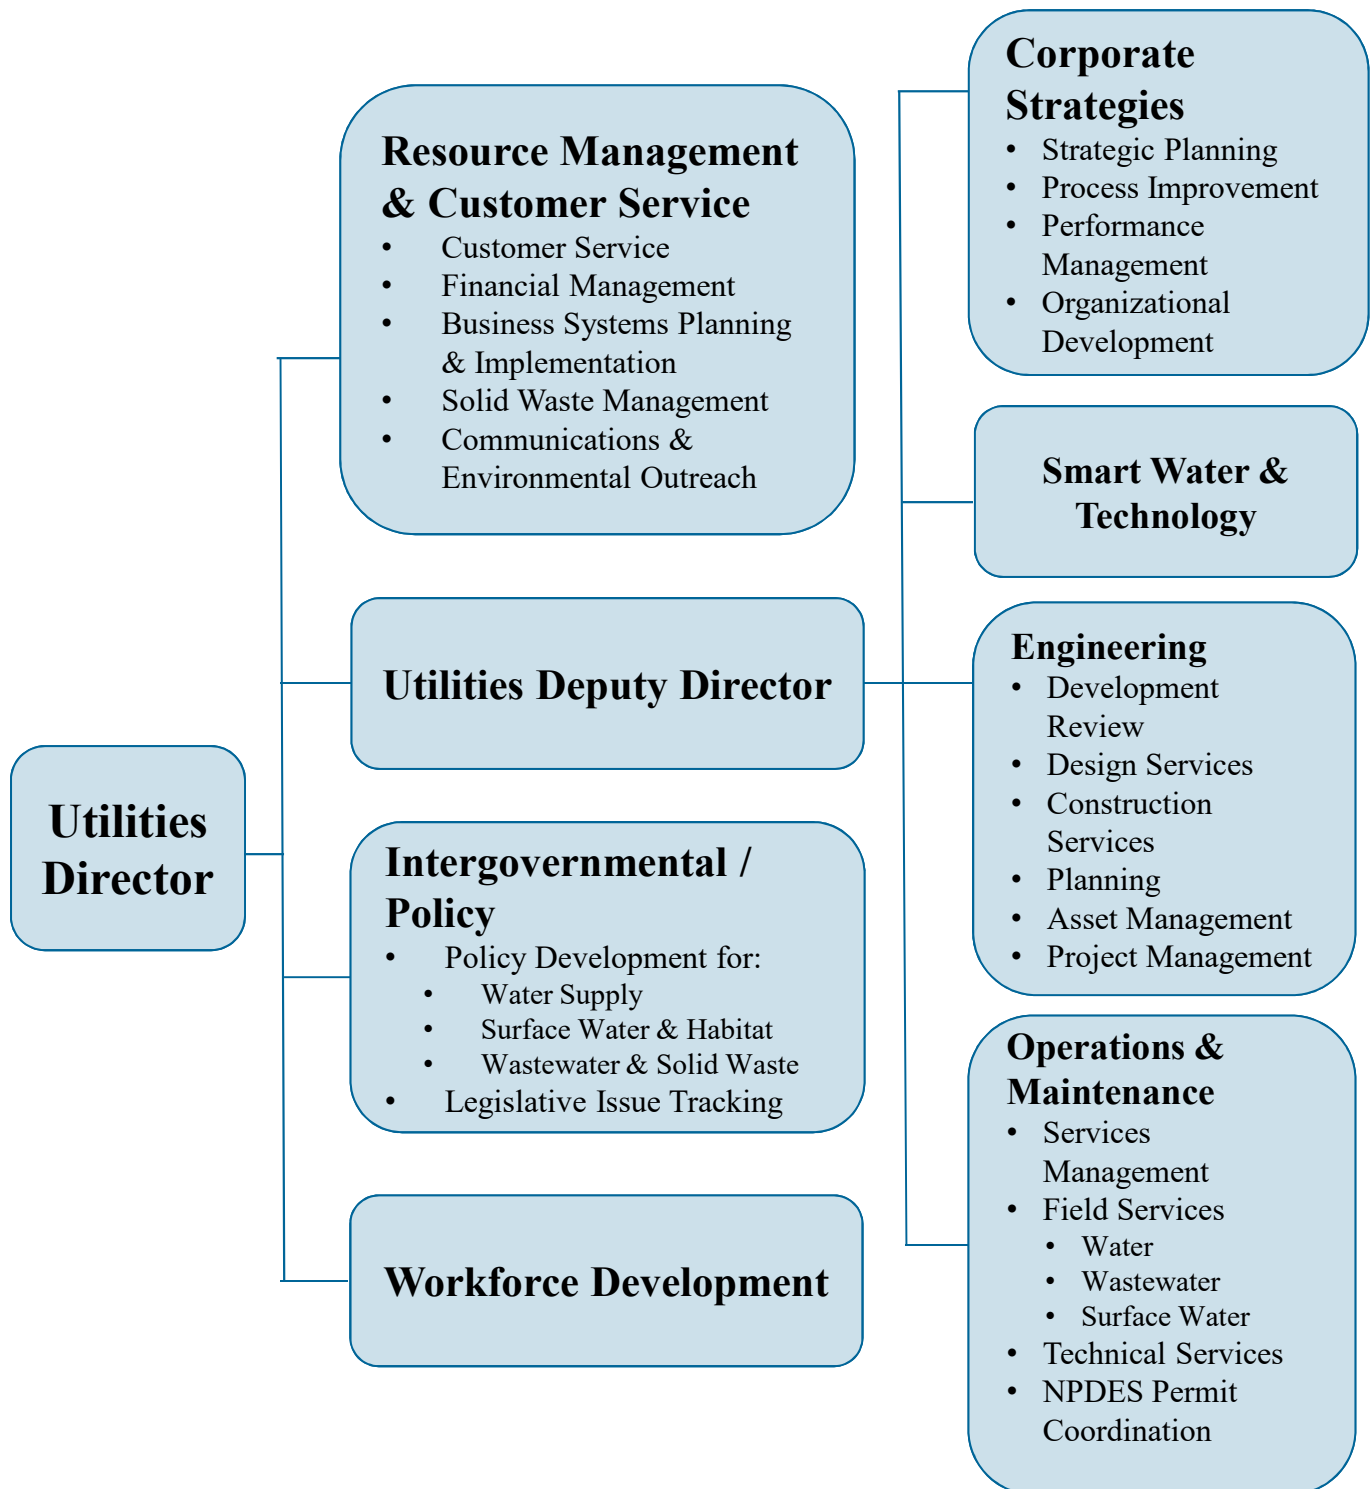 Utilities
Director
Resource Management
& Customer Service
• Customer Service
• Financial Management
• Business Systems Planning
& Implementation
• Solid Waste Management
• Communications &
Environmental Outreach
Utilities Deputy Director
Intergovernmental /
Policy
• Policy Development for:
• Water Supply
• Surface Water & Habitat
• Wastewater & Solid Waste
• Legislative Issue Tracking
Workforce Development
Corporate
Strategies
• Strategic Planning
• Process Improvement
• Performance
Management
• Organizational
Development
Smart Water &
Technology
Engineering
• Development
Review
• Design Services
• Construction
Services
• Planning
• Asset Management
• Project Management
Operations &
Maintenance
• Services
Management
• Field Services
• Water
• Wastewater
• Surface Water
• Technical Services
• NPDES Permit
Coordination